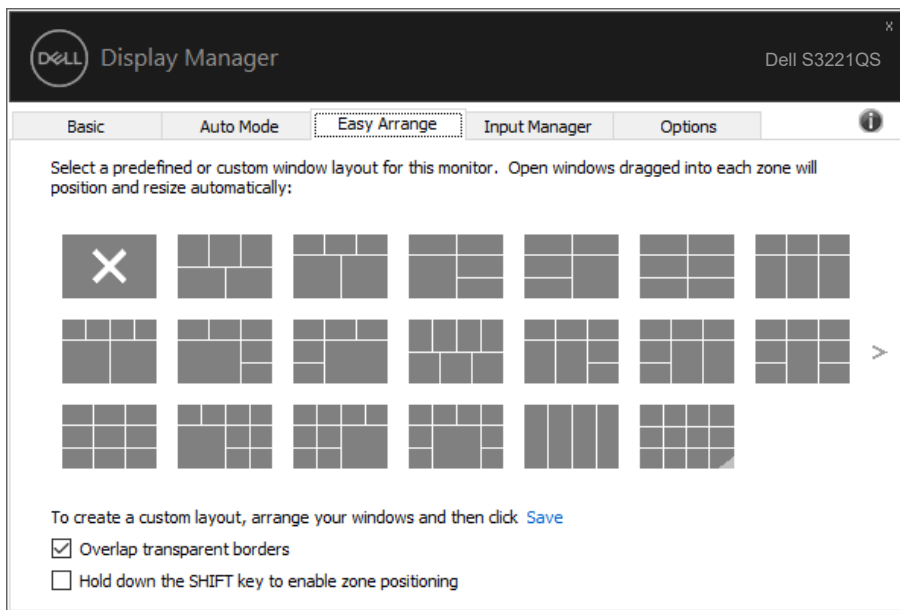 x
DELL Display Manager
Dell S3221QS
Basic Auto Mode Easy Arrange Input Manager Options i
Select a predefined or custom window layout for this monitor. Open windows dragged into each zone will
position and resize automatically:
>
To create a custom layout, arrange your windows and then click Save
Overlap transparent borders
Hold down the SHIFT key to enable zone positioning